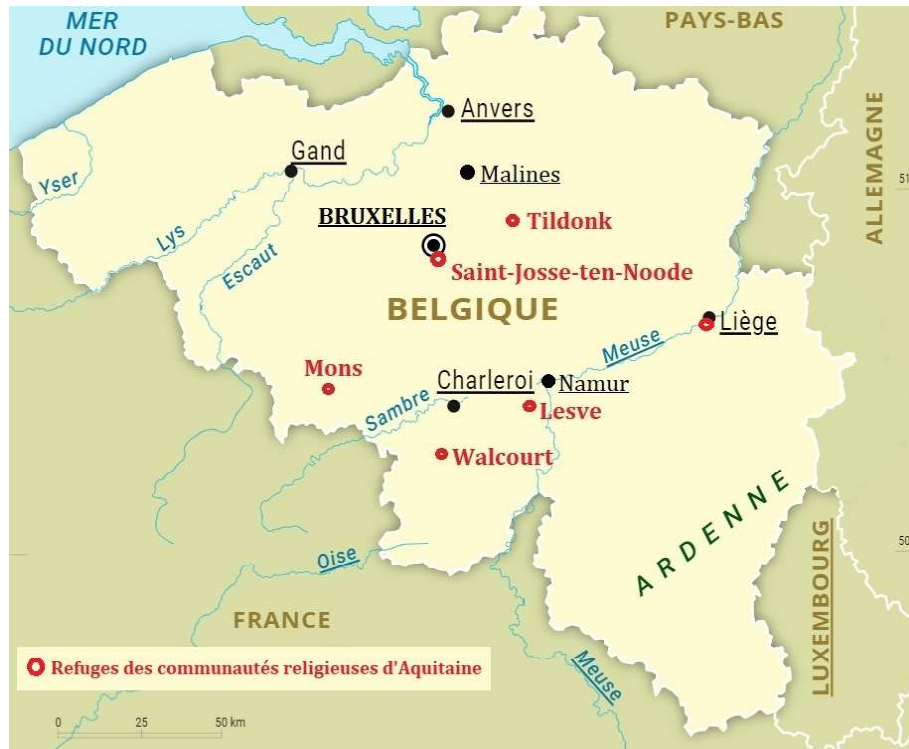 MER
DU NORD
PAYS-BAS
Anvers
ALLEMAGNE
Gand
Malines
51
Yser
BRUXELLES
Tildonk
Lys
Escaut
Saint-Josse-ten-Noode
BELGIQUE
Liège
Meuse
Mons
Charleroi
Namur
Sambre
Lesve
Walcourt
ARDENNE
50
Oise
LUXEMBOURG
FRANCE
Refuges des communautés religieuses d'Aquitaine
Meuse
0 25 50 km